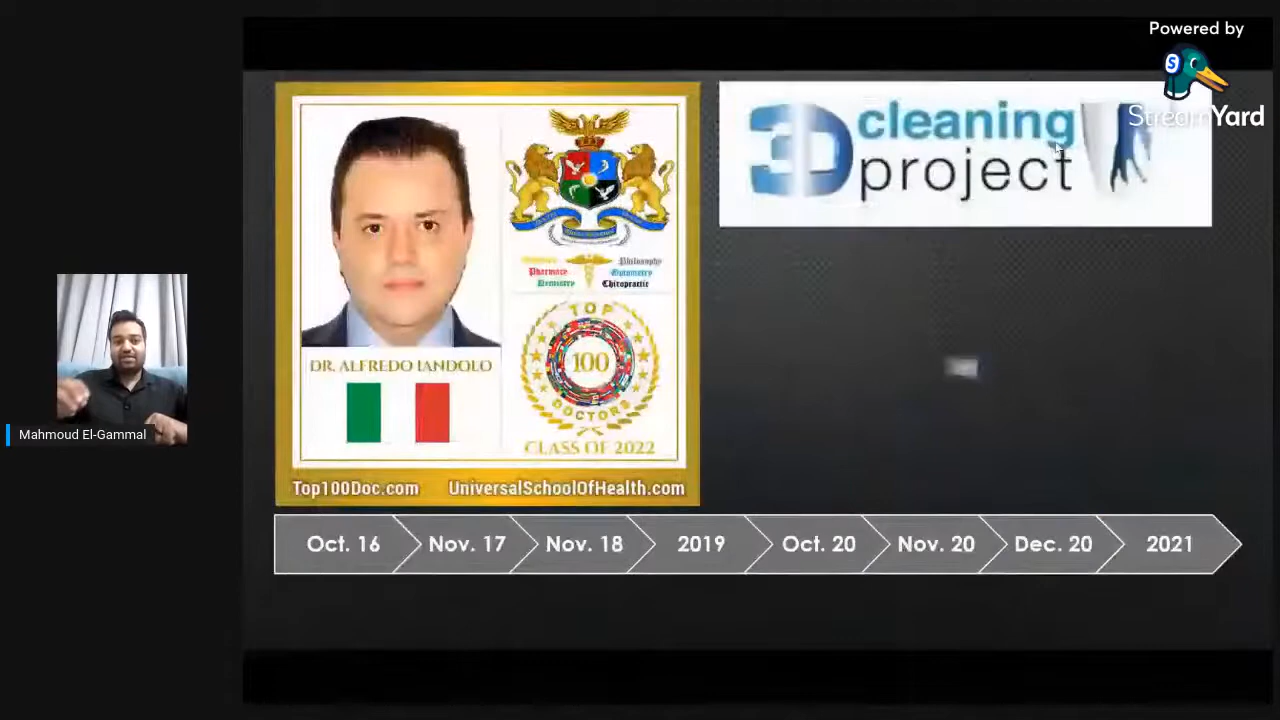 Powered by
StreamYard
Mahmoud El-Gammal
DR. ALFREDO IANDOLO
Philosophy
Pharmacy
Optometry
Dentistry
Chiropractic
TOP
100
DOCTORS
CLASS OF 2022
Top100Doc.com
UniversalSchoolOfHealth.com
3D cleaning
project
Oct. 16
Nov. 17
Nov. 18
2019
Oct. 20
Nov. 20
Dec. 20
2021